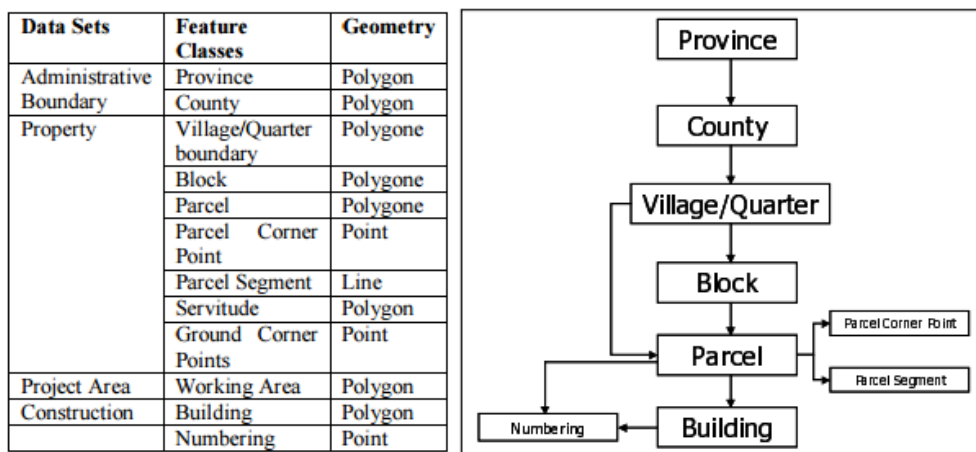 Data Sets Feature Classes Geometry
Administrative Boundary Province Polygon
County Polygon
Property Village/Quarter boundary Polygone
Block Polygone
Parcel Polygone
Parcel Corner Point Point
Parcel Segment Line
Servitude Polygon
Ground Corner Points Point
Project Area Working Area Polygon
Construction Building Polygon
Numbering Point
Province
County
Village/Quarter
Block
Parcel
Parcel Corner Point
Parcel Segment
Numbering
Building